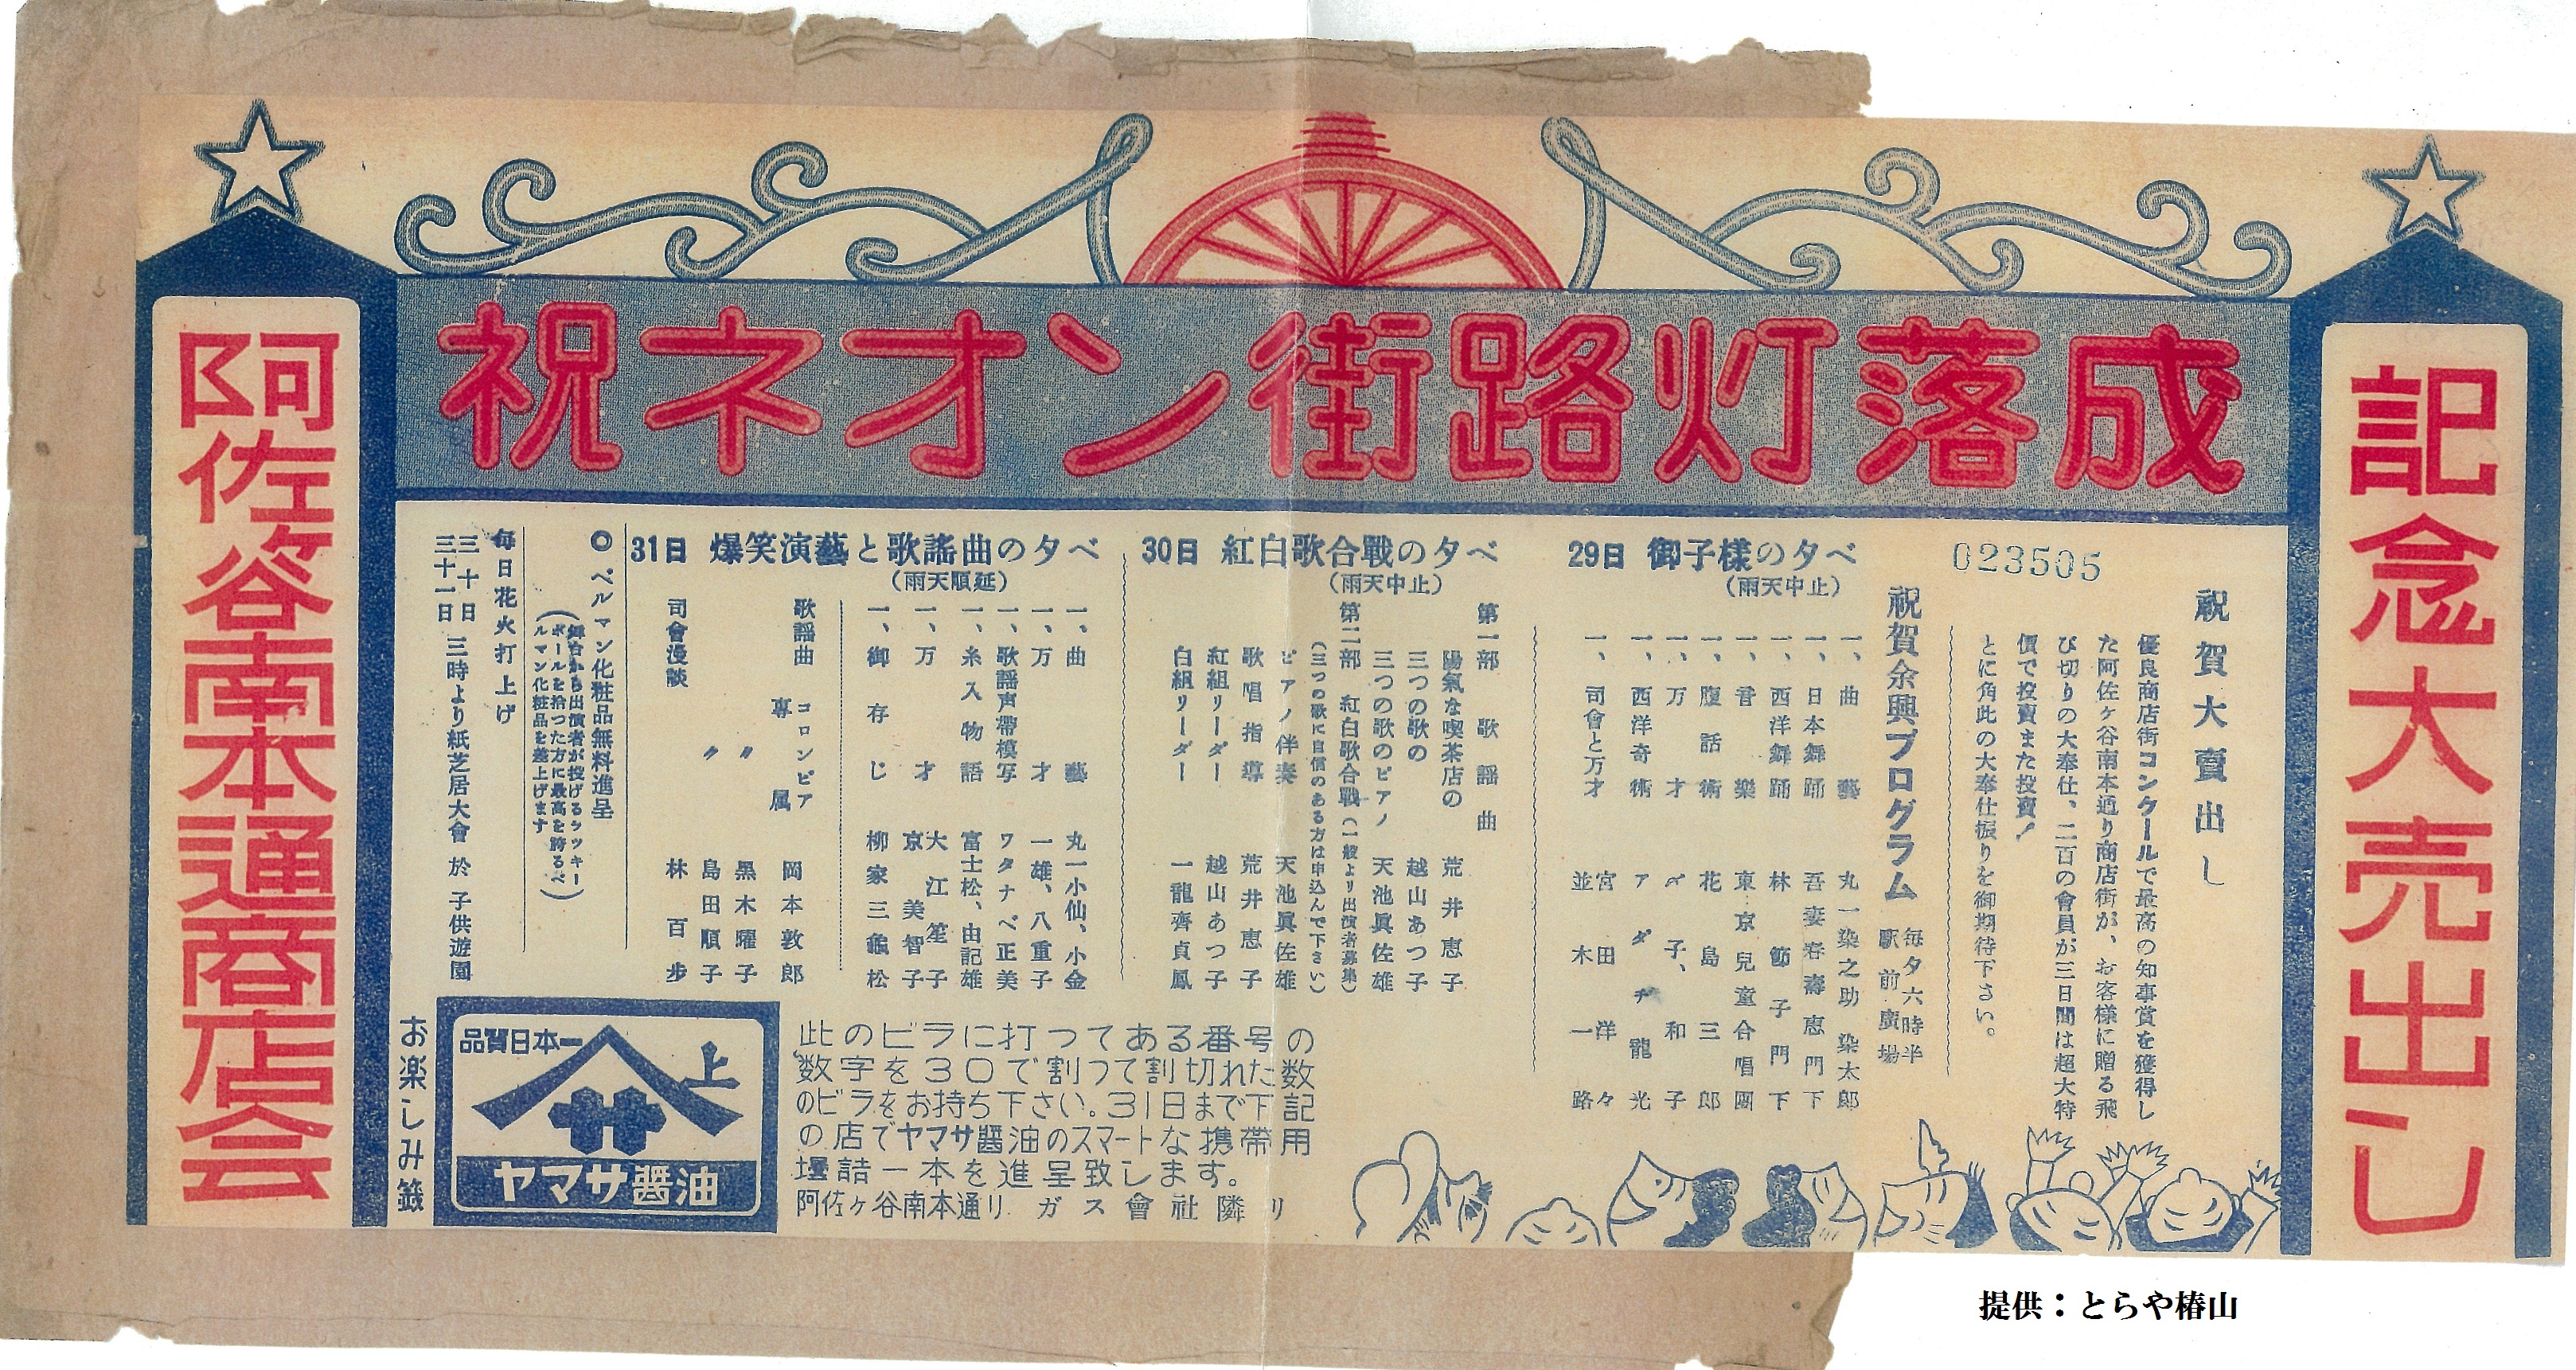 祝ネオン街路灯落成
記念大売出し
023505
祝賀大賣出し
優良商店街コンクールで最高の知事賞を獲得し
た阿佐ヶ谷南本通り商店街が、お客様に贈る飛
び切りの大奉仕、二百の會員が三日間は超大特
價で投賣また投賣!
とに角此の大奉仕振りを御期待下さい。
祝賀余興プログラム 毎夕六時半
駅前廣場
29日 御子様の夕べ
(雨天中止)
一、曲藝 丸一染之助 染太郎
一、日本舞踊 吾妻春壽恵門下
一、西洋舞踊 林節子門下
一、音樂 東京兒童合唱團
一、腹話術 花島三郎
一、万才 〆子、和子
一、西洋奇術 アダチ龍光
一、司會と万才 宮田洋々
並木一路
30日 紅白歌合戰の夕べ
(雨天中止)
第一部 歌謡曲
陽氣な喫茶店の 荒井恵子
三つの歌の 越山あつ子
三つの歌のピアノ 天池眞佐雄
第二部 紅白歌合戰(一般より出演者募集)
(三つの歌に自信のある方は申込んで下さい)
ピアノ伴奏 天池眞佐雄
歌唱指導 荒井恵子
紅組リーダー 越山あつ子
白組リーダー 一龍齊貞鳳
31日 爆笑演藝と歌謡曲の夕べ
(雨天順延)
一、曲藝 丸一小仙、小金
一、万才 一雄、八重子
一、歌謡声帯模写 ワタナベ正美
一、糸入物語 富士松、由記雄
一、万才 大江笙子
京美智子
一、御存じ 柳家三龜松
歌謡曲 コロンビア
専属 岡本敦郎
〃 黒木曜子
〃 島田順子
司會漫談 林百歩
◎ベルマン化粧品無料進呈
(舞台から出演者が投げるラツキー
ボールを拾つた方に最高を誇るベ
ルマン化粧品を差上げます)
毎日花火打上げ
三十日
三十一日 三時より紙芝居大會 於 子供遊園
お楽しみ籤
品質日本一
上
ヤマサ醤油
此のビラに打つてある番号の
数字を30で割つて割切れた数
のビラをお持ち下さい。31日まで下記
の店でヤマサ醤油のスマートな携帯用
壜詰一本を進呈致します。
阿佐ヶ谷南本通リ ガス會社隣リ
阿佐谷南本通商店会
提供：とらや椿山